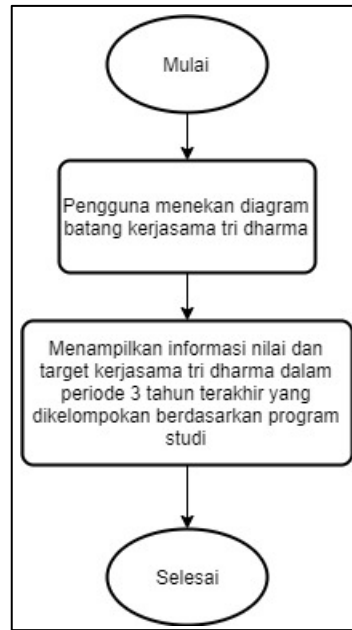 Mulai
Pengguna menekan diagram
batang kerjasama tri dharma
Menampilkan informasi nilai dan
target kerjasama tri dharma dalam
periode 3 tahun terakhir yang
dikelompokan berdasarkan program
studi
Selesai